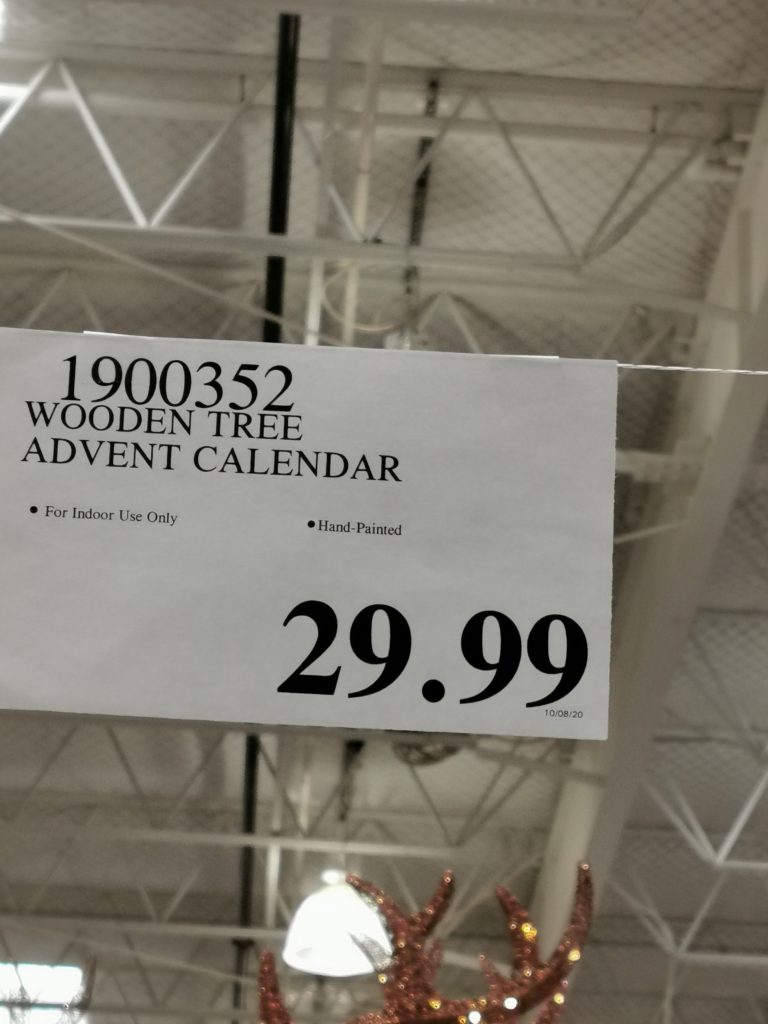 1900352
WOODEN TREE
ADVENT CALENDAR
• For Indoor Use Only • Hand-Painted
29.99
10/08/20